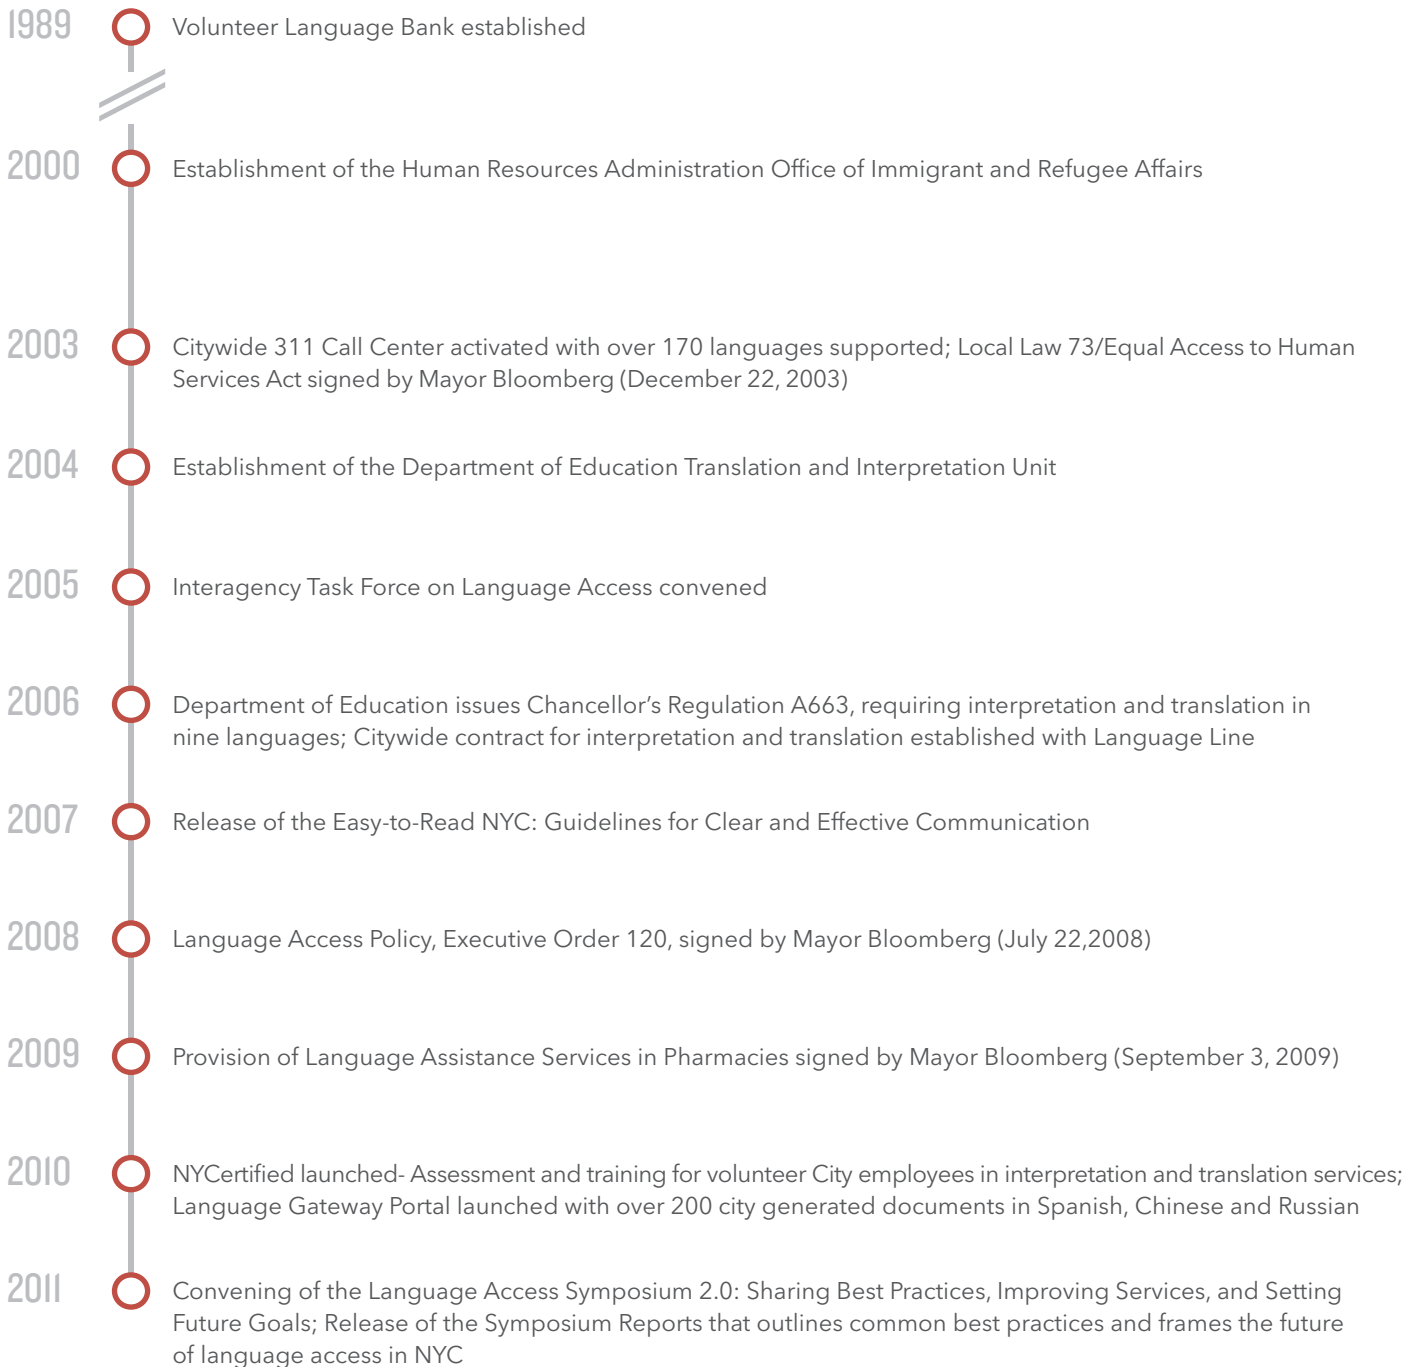 1989
Volunteer Language Bank established
2000
Establishment of the Human Resources Administration Office of Immigrant and Refugee Affairs
2003
Citywide 311 Call Center activated with over 170 languages supported; Local Law 73/Equal Access to Human
Services Act signed by Mayor Bloomberg (December 22, 2003)
2004
Establishment of the Department of Education Translation and Interpretation Unit
2005
Interagency Task Force on Language Access convened
2006
Department of Education issues Chancellor’s Regulation A663, requiring interpretation and translation in
nine languages; Citywide contract for interpretation and translation established with Language Line
2007
Release of the Easy-to-Read NYC: Guidelines for Clear and Effective Communication
2008
Language Access Policy, Executive Order 120, signed by Mayor Bloomberg (July 22,2008)
2009
Provision of Language Assistance Services in Pharmacies signed by Mayor Bloomberg (September 3, 2009)
2010
NYCertified launched- Assessment and training for volunteer City employees in interpretation and translation services;
Language Gateway Portal launched with over 200 city generated documents in Spanish, Chinese and Russian
2011
Convening of the Language Access Symposium 2.0: Sharing Best Practices, Improving Services, and Setting
Future Goals; Release of the Symposium Reports that outlines common best practices and frames the future
of language access in NYC